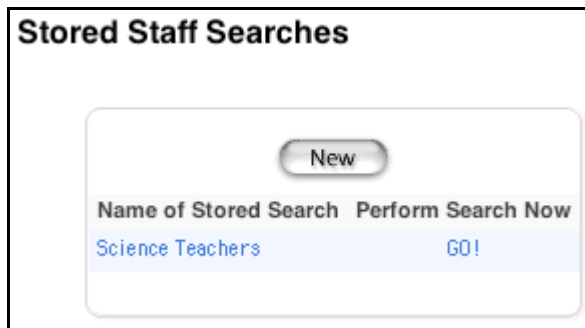 Stored Staff Searches
New
Name of Stored Search Perform Search Now
Science Teachers GO!